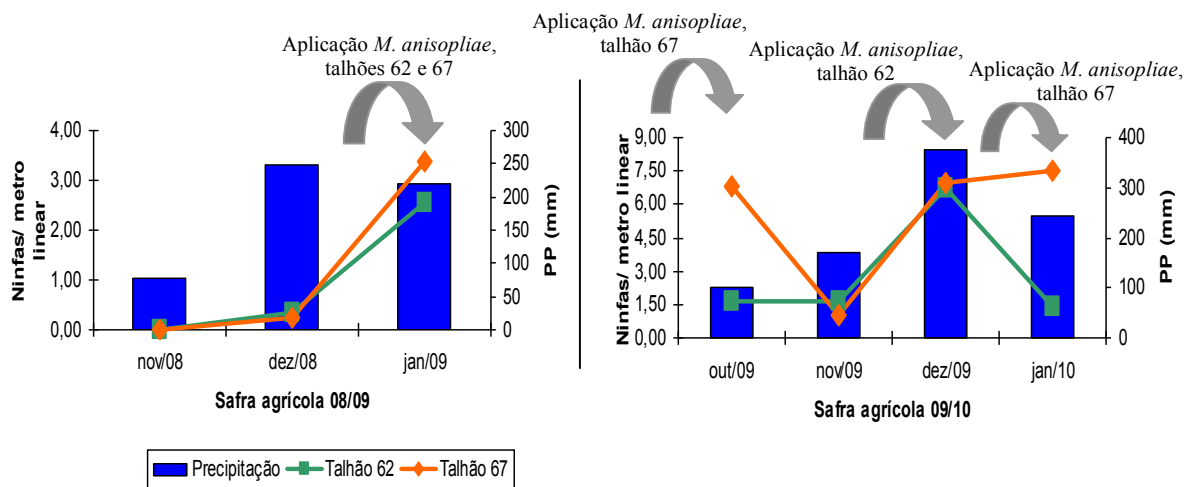 Aplicação M. anisopliae,
talhões 62 e 67
Ninfas/ metro
linear
4,00
3,00
2,00
1,00
0,00
300
250
200
150
100
50
0
PP (mm)
nov/08 dez/08 jan/09
Safra agrícola 08/09
Aplicação M. anisopliae,
talhão 67
Aplicação M. anisopliae,
talhão 62
Aplicação M. anisopliae,
talhão 67
Ninfas/ metro linear
9,00
7,50
6,00
4,50
3,00
1,50
0,00
400
300
200
100
0
PP (mm)
out/09 nov/09 dez/09 jan/10
Safra agrícola 09/10
Precipitação Talhão 62 Talhão 67